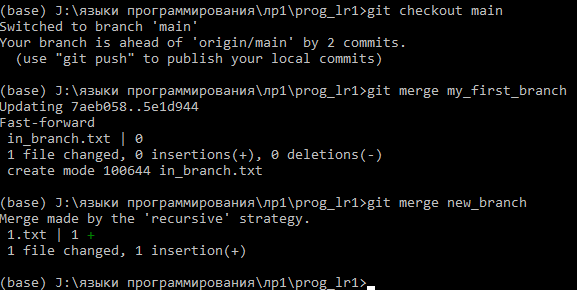 (base) J:\языки программирования\лр1\prog_lr1>git checkout main
Switched to branch 'main'
Your branch is ahead of 'origin/main' by 2 commits.
  (use "git push" to publish your local commits)
(base) J:\языки программирования\лр1\prog_lr1>git merge my_first_branch
Updating 7aeb058..5e1d944
Fast-forward
 in_branch.txt | 0
 1 file changed, 0 insertions(+), 0 deletions(-)
 create mode 100644 in_branch.txt
(base) J:\языки программирования\лр1\prog_lr1>git merge new_branch
Merge made by the 'recursive' strategy.
 1.txt | 1 +
 1 file changed, 1 insertion(+)
(base) J:\языки программирования\лр1\prog_lr1>